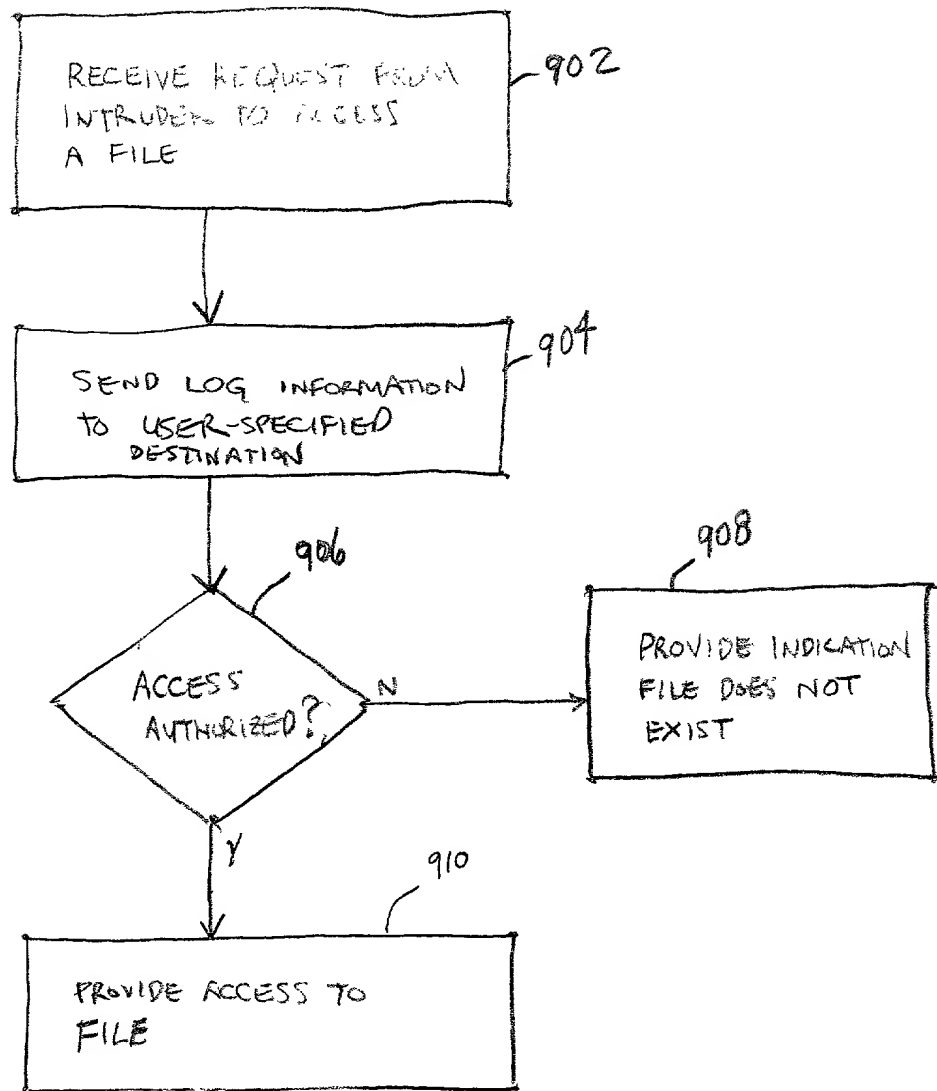 RECEIVE REQUEST FROM
INTRUDER TO ACCESS
A FILE
902
SEND LOG INFORMATION
TO USER-SPECIFIED
DESTINATION
904
906
ACCESS
AUTHORIZED?
N
Y
908
PROVIDE INDICATION
FILE DOES NOT
EXIST
910
PROVIDE ACCESS TO
FILE